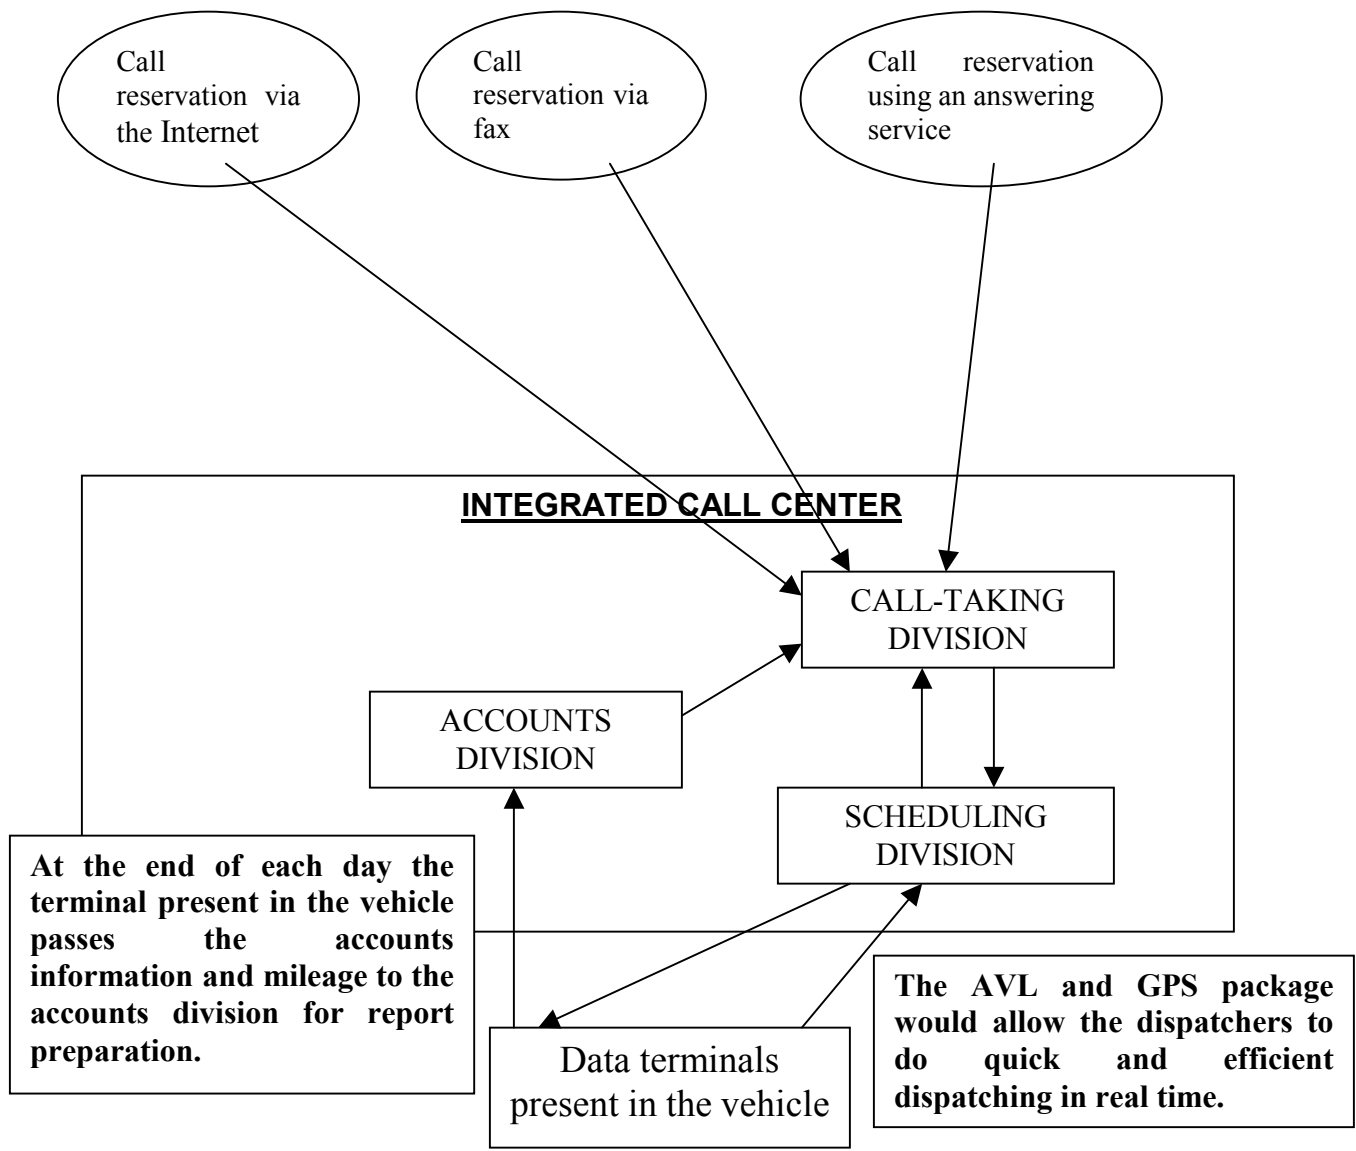 Call
reservation via
the Internet
Call
reservation via
fax
Call reservation
using an answering
service
INTEGRATED CALL CENTER
CALL-TAKING
DIVISION
ACCOUNTS
DIVISION
SCHEDULING
DIVISION
At the end of each day the
terminal present in the vehicle
passes the accounts
information and mileage to the
accounts division for report
preparation.
The AVL and GPS package
would allow the dispatchers to
do quick and efficient
dispatching in real time.
Data terminals
present in the vehicle